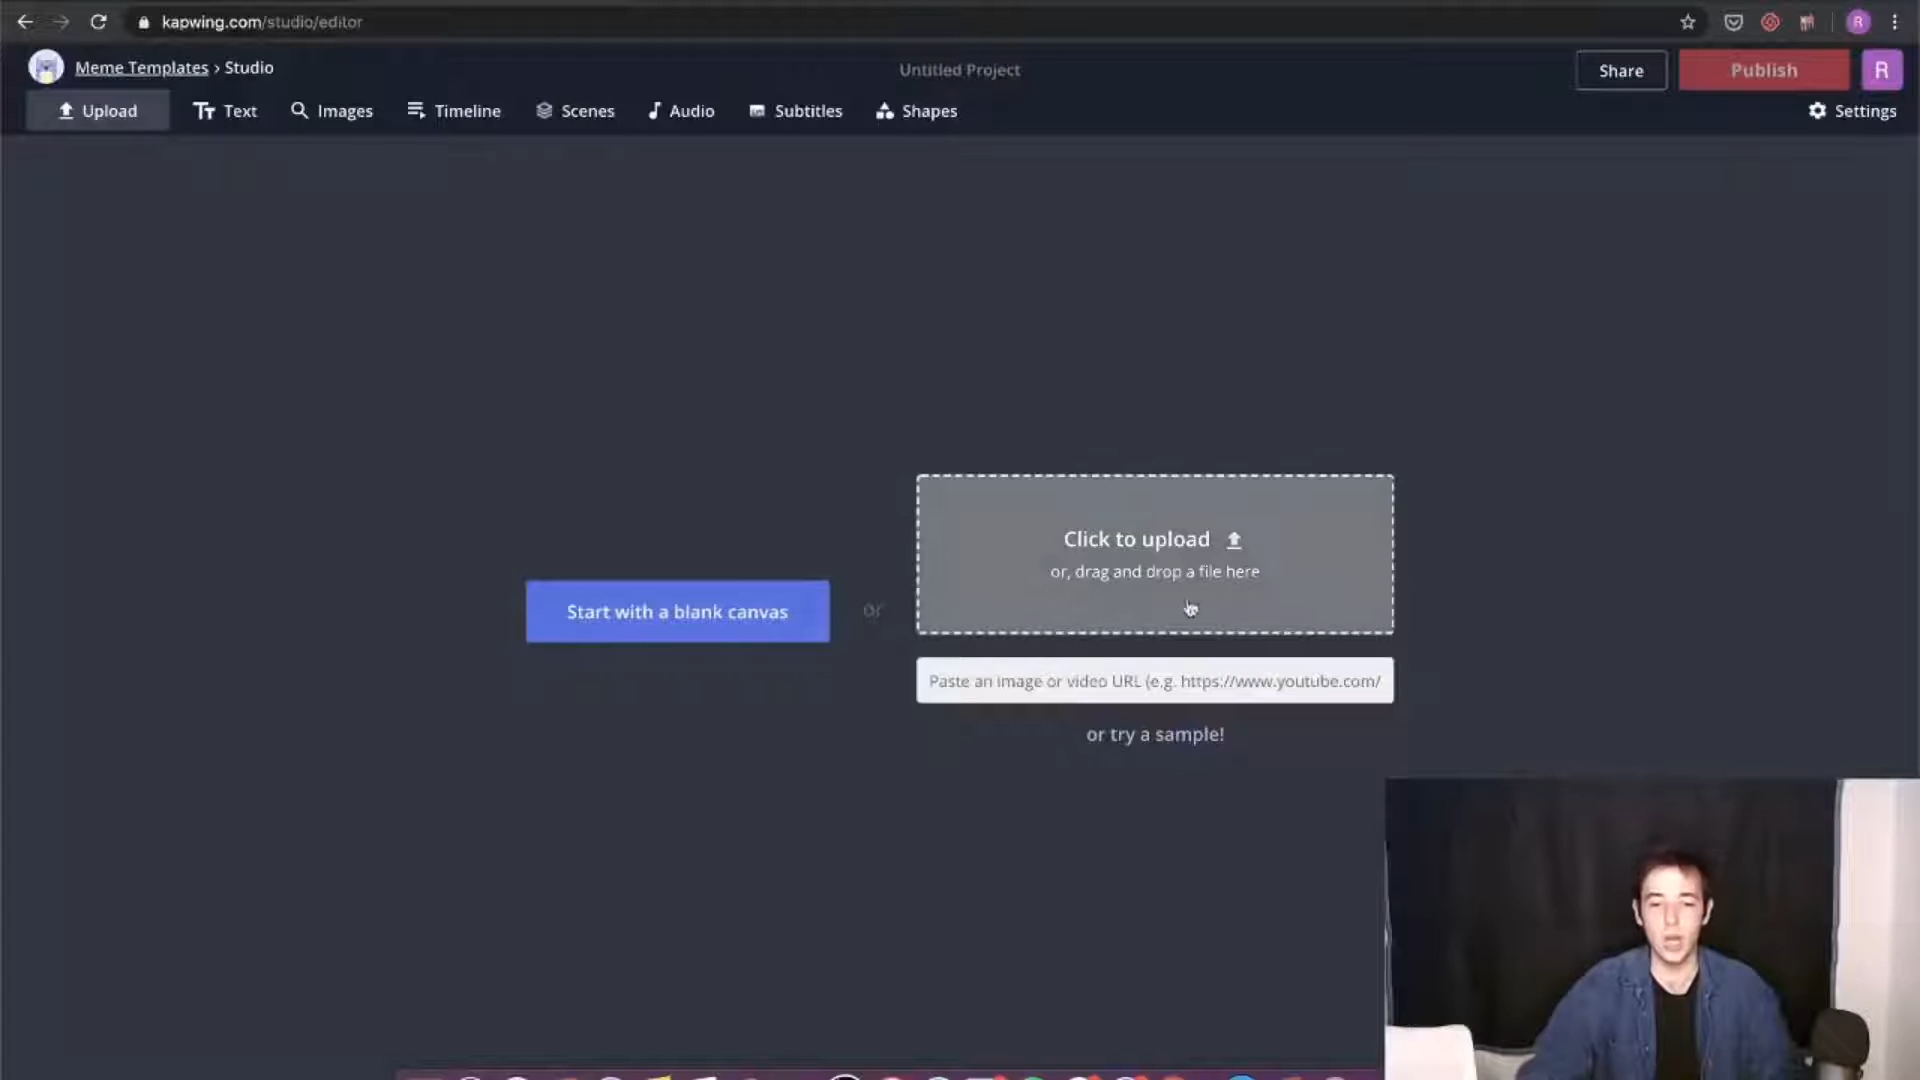 kapwing.com/studio/editor
R
Meme Templates › Studio
Untitled Project
Share
Publish
R
Upload
Text
Images
Timeline
Scenes
Audio
Subtitles
Shapes
Settings
Click to upload
or, drag and drop a file here
Start with a blank canvas
or
Paste an image or video URL (e.g. https://www.youtube.com/
or try a sample!